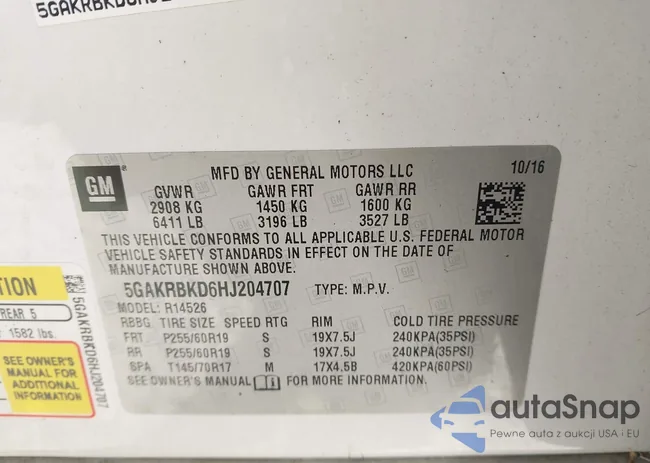 5GAKRBKD6HJ2
GM
MFD BY GENERAL MOTORS LLC
10/16
GVWR GAWR FRT GAWR RR
2908 KG 1450 KG 1600 KG
6411 LB 3196 LB 3527 LB
THIS VEHICLE CONFORMS TO ALL APPLICABLE U.S. FEDERAL MOTOR
VEHICLE SAFETY STANDARDS IN EFFECT ON THE DATE OF
MANUFACTURE SHOWN ABOVE.
5GAKRBKD6HJ204707 TYPE: M.P.V.
MODEL: R14526
RBBG TIRE SIZE SPEED RTG RIM COLD TIRE PRESSURE
FRT P255/60R19 S 19X7.5J 240KPA(35PSI)
RR P255/60R19 S 19X7.5J 240KPA(35PSI)
SPA T145/70R17 M 17X4.5B 420KPA(60PSI)
SEE OWNER'S MANUAL FOR MORE INFORMATION.
REAR 5
1582 lbs.
SEE OWNER'S
MANUAL FOR
ADDITIONAL
INFORMATION
5GAKRBKD6HJ204707
autaSnap
Pewne auta z aukcji USA i EU